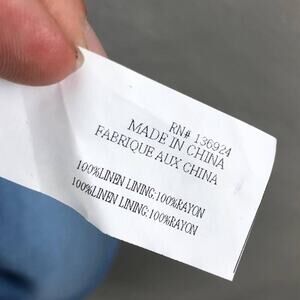 RN# 136924
MADE IN CHINA
FABRIQUE AUX CHINA
100%LINEN LINING:100%RAYON
100%LINEN LINING:100%RAYON